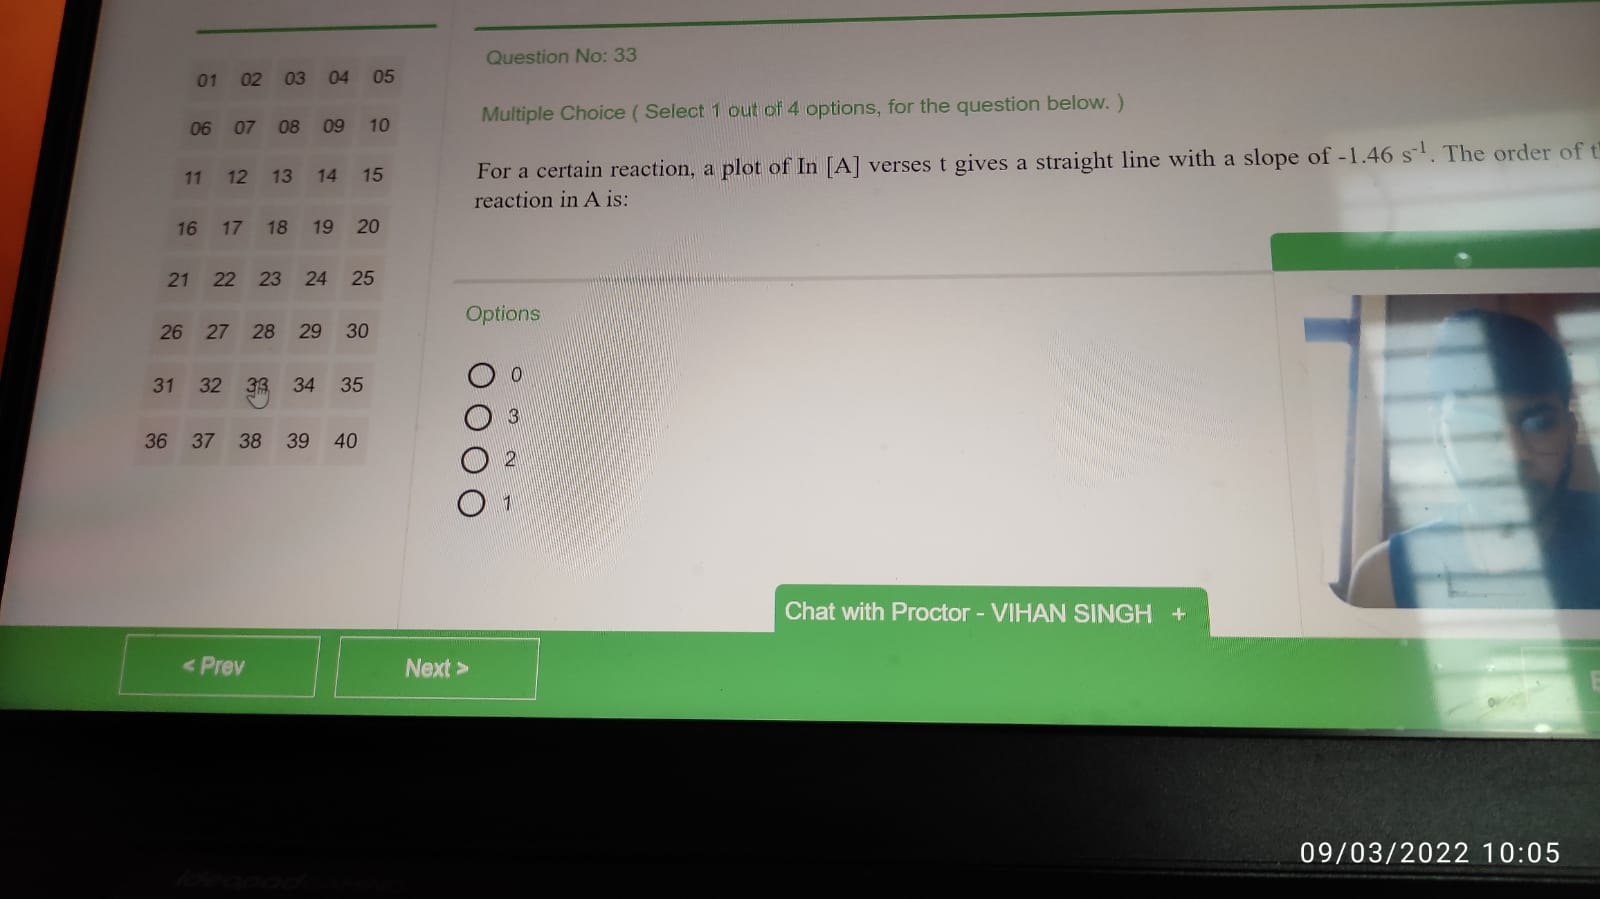 Question No: 33
Multiple Choice ( Select 1 out of 4 options, for the question below. )
For a certain reaction, a plot of In [A] verses t gives a straight line with a slope of -1.46 s⁻¹. The order of
reaction in A is:
Options
0
3
2
1
01 02 03 04 05
06 07 08 09 10
11 12 13 14 15
16 17 18 19 20
21 22 23 24 25
26 27 28 29 30
31 32 33 34 35
36 37 38 39 40
Chat with Proctor - VIHAN SINGH +
< Prev
Next >
09/03/2022 10:05
ideapad